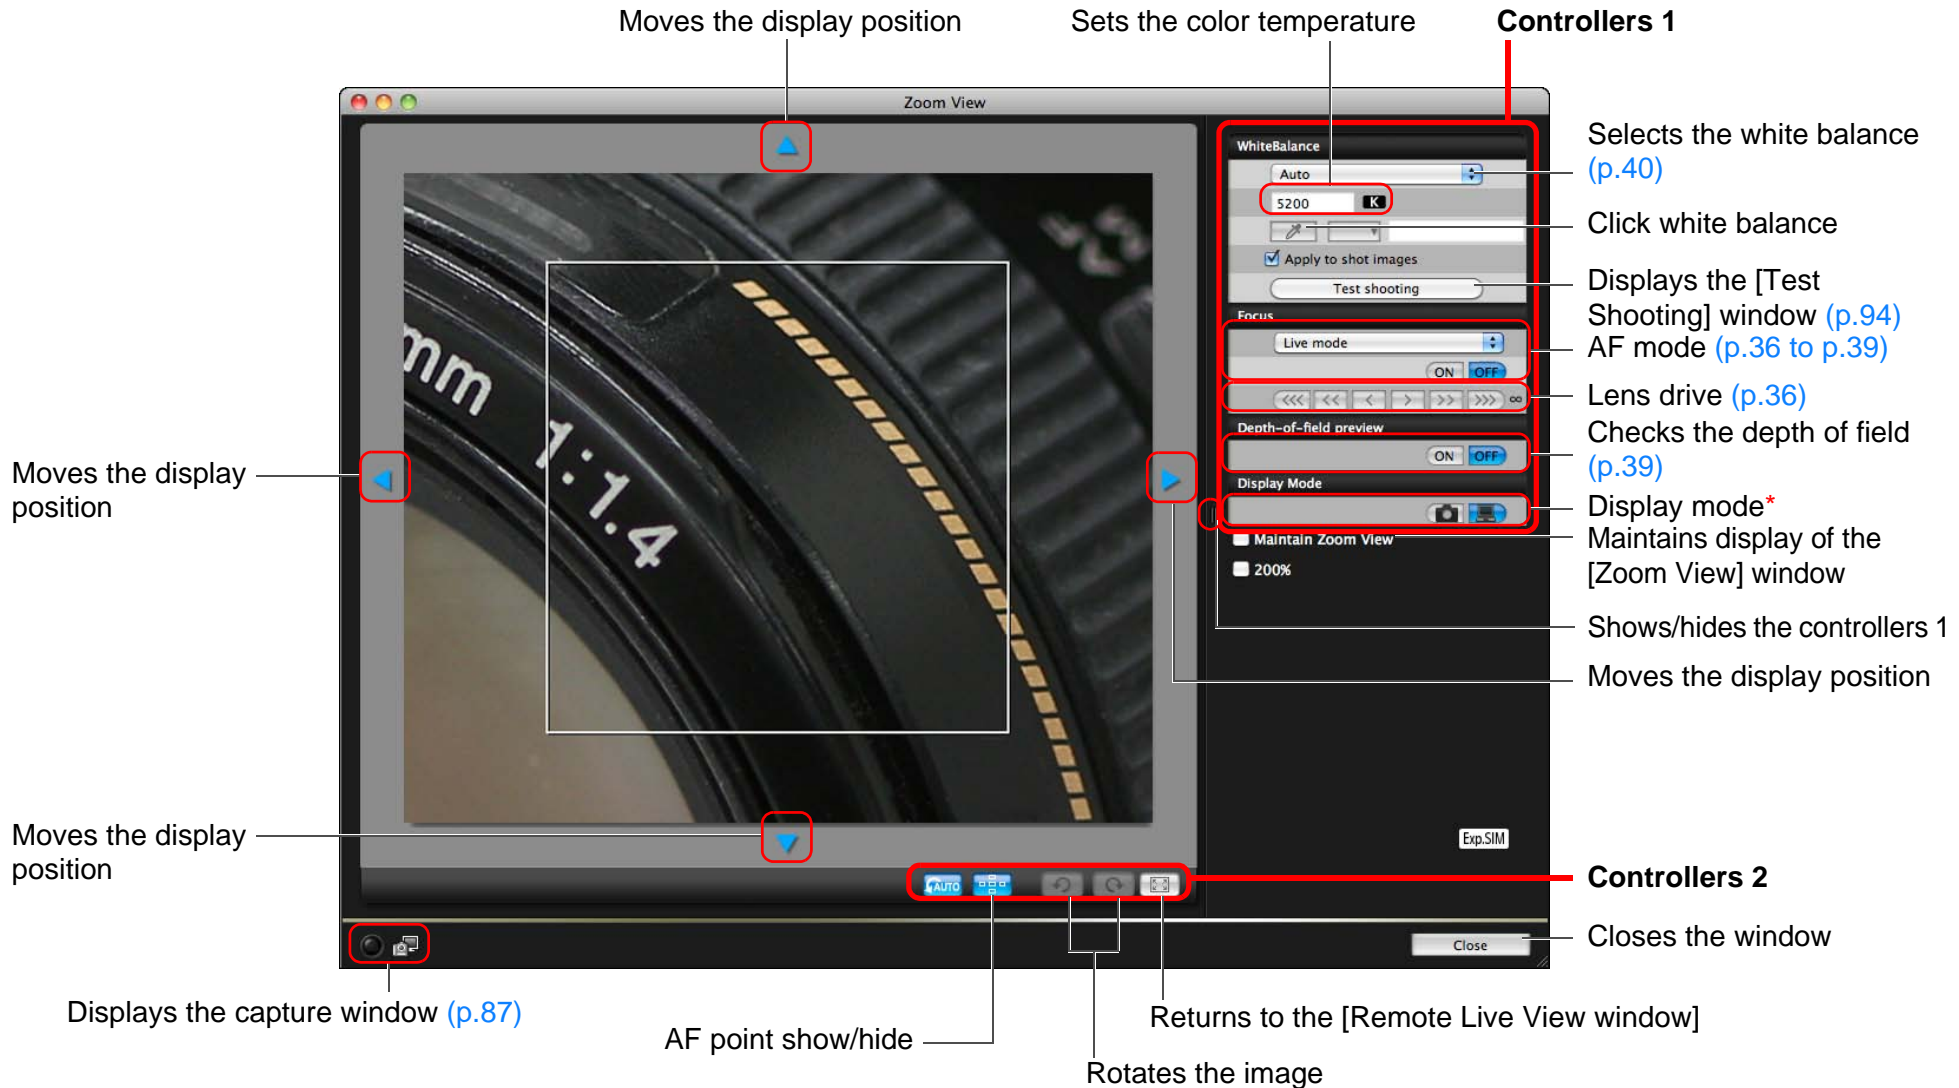 Moves the display position
Sets the color temperature
Controllers 1
Zoom View
WhiteBalance
Auto
5200 K
Apply to shot images
Test shooting
Focus
Live mode
ON OFF
<<< << < > >> >>> ∞
Depth-of-field preview
ON OFF
Display Mode
Maintain Zoom View
200%
Exp.SIM
mm 1:1.4
AUTO
Close
Selects the white balance
(p.40)
Click white balance
Displays the [Test
Shooting] window (p.94)
AF mode (p.36 to p.39)
Lens drive (p.36)
Checks the depth of field
(p.39)
Display mode*
Maintains display of the
[Zoom View] window
Shows/hides the controllers 1
Moves the display position
Controllers 2
Closes the window
Moves the display
position
Moves the display
position
Displays the capture window (p.87)
AF point show/hide
Rotates the image
Returns to the [Remote Live View window]